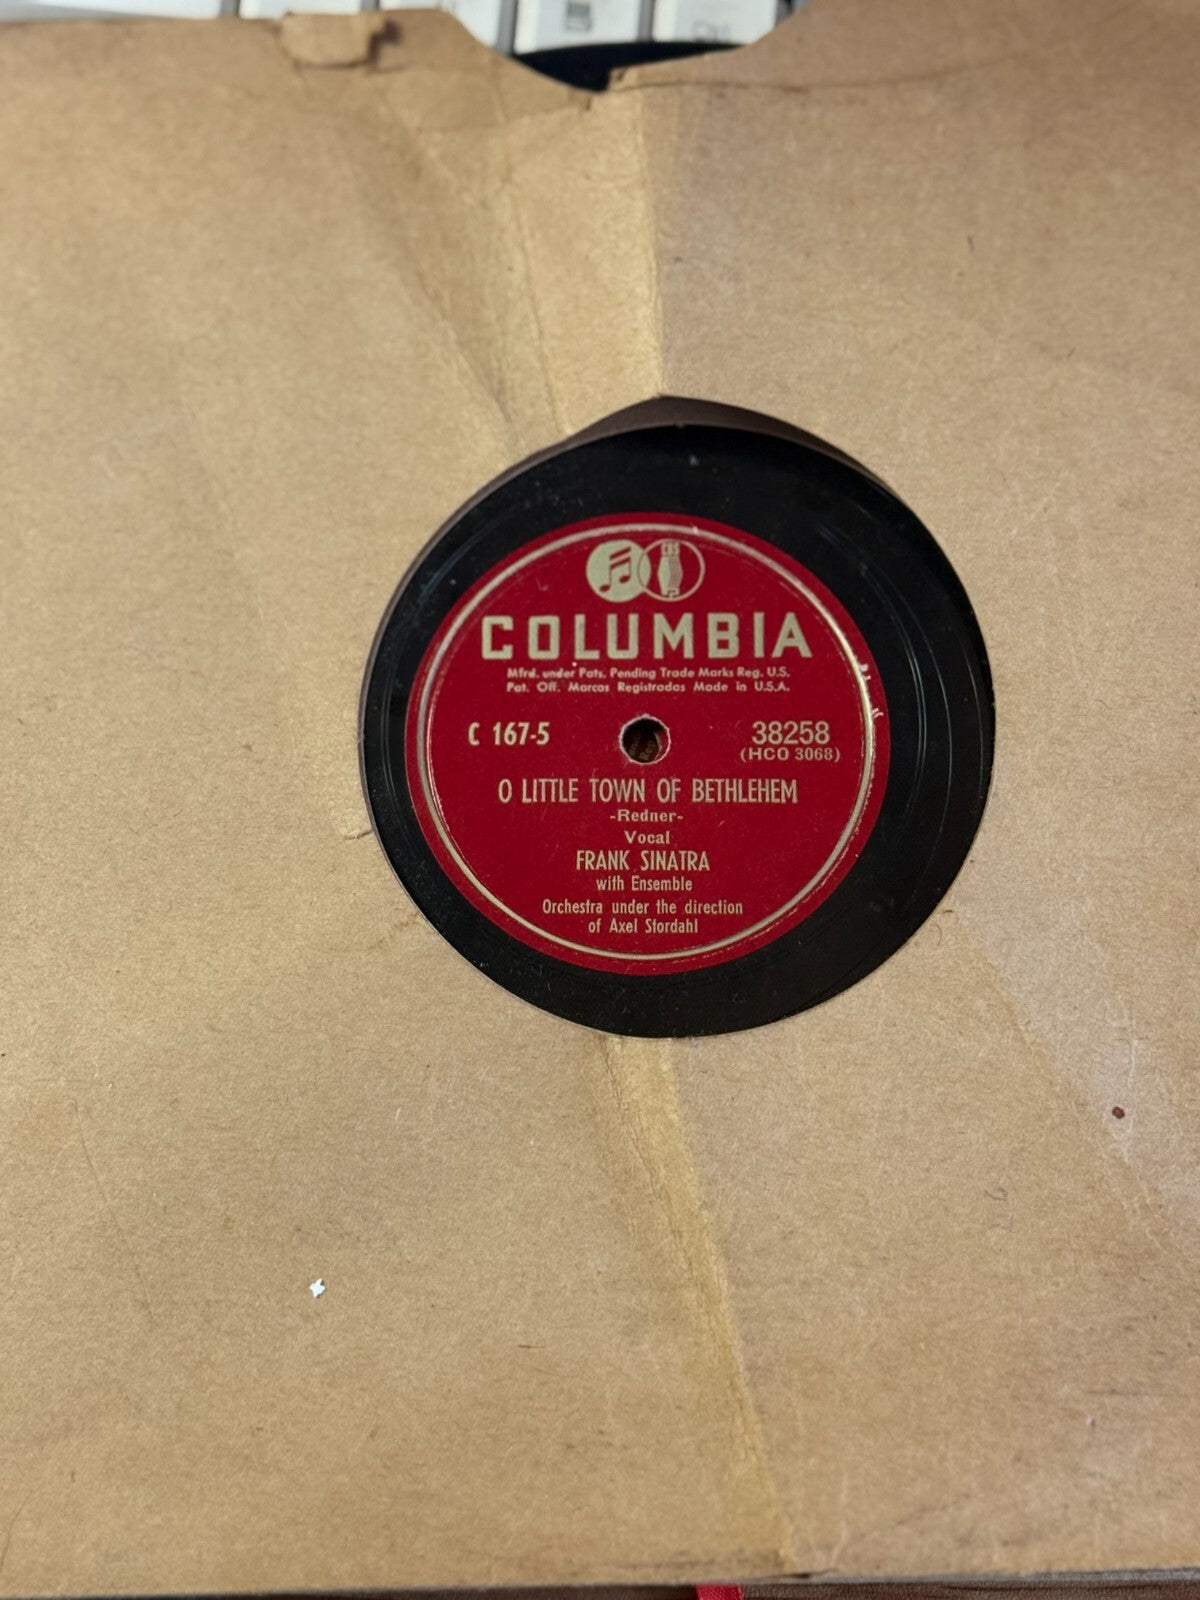 CBS
COLUMBIA
Mfrd. under Pats. Pending Trade Marks Reg. U.S.
Pat. Off. Marcas Registradas Made in U.S.A.
C 167-5
38258
(HCO 3068)
O LITTLE TOWN OF BETHLEHEM
-Redner-
Vocal
FRANK SINATRA
with Ensemble
Orchestra under the direction
of Axel Stordahl